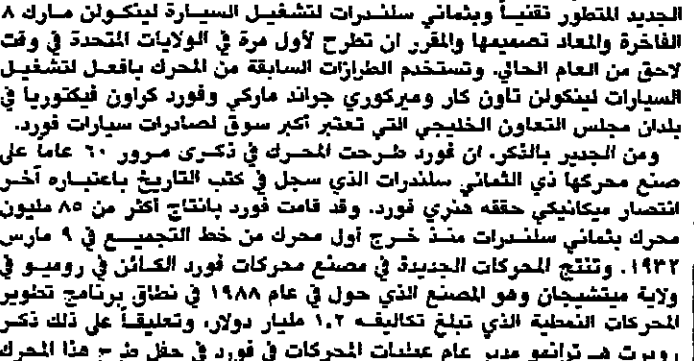 الجديد المتطور تقنياً وبثماني سلندرات لتشغيل السيارة لينكولن مارك ٨
الفاخرة والمعاد تصميمها والمقرر ان تطرح لأول مرة في الولايات المتحدة في وقت
لاحق من العام الحالي. وتستخدم الطرازات السابقة من المحرك بافعل لتشغيل
السيارات لينكولن تاون كار وميركوري جراند ماركي وفورد كراون فيكتوريا في
بلدان مجلس التعاون الخليجي التي تعتبر أكبر سوق لصادرات سيارات فورد.
ومن الجدير بالذكر، ان فورد طرحت المحرك في ذكرى مرور ٦٠ عاماً على
صنع محركها ذي الثماني سلندرات الذي سجل في كتب التاريخ باعتباره آخر
انتصار ميكانيكي حققه هنري فورد. وقد قامت فورد بانتاج أكثر من ٨٥ مليون
محرك بثماني سلندرات منذ خرج أول محرك من خط التجميع في ٩ مارس
١٩٣٢. وتنتج المحركات الجديدة في مصنع محركات فورد الكائن في روميو في
ولاية ميتشيجان وهو المصنع الذي حول في عام ١٩٨٨ في نطاق برنامج تطوير
المحركات النمطية الذي تبلغ تكاليفه ١,٢ مليار دولار، وتعليقاً على ذلك ذكر
روبرت هـ ترانفو مدير عام عمليات المحركات في فورد في حفل طرح هذا المحرك